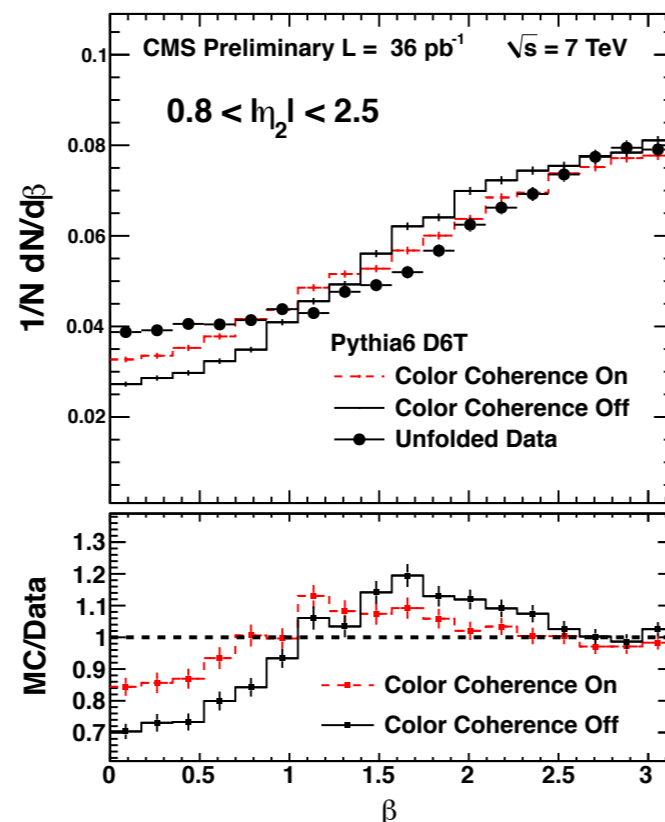 CMS Preliminary L = 36 pb⁻¹ √s = 7 TeV
0.8 < |η₂| < 2.5
1/N dN/dβ
0.1
0.08
0.06
0.04
0.02
Pythia6 D6T
Color Coherence On
Color Coherence Off
Unfolded Data
MC/Data
1.3
1.2
1.1
1
0.9
0.8
0.7
Color Coherence On
Color Coherence Off
0 0.5 1 1.5 2 2.5 3
β